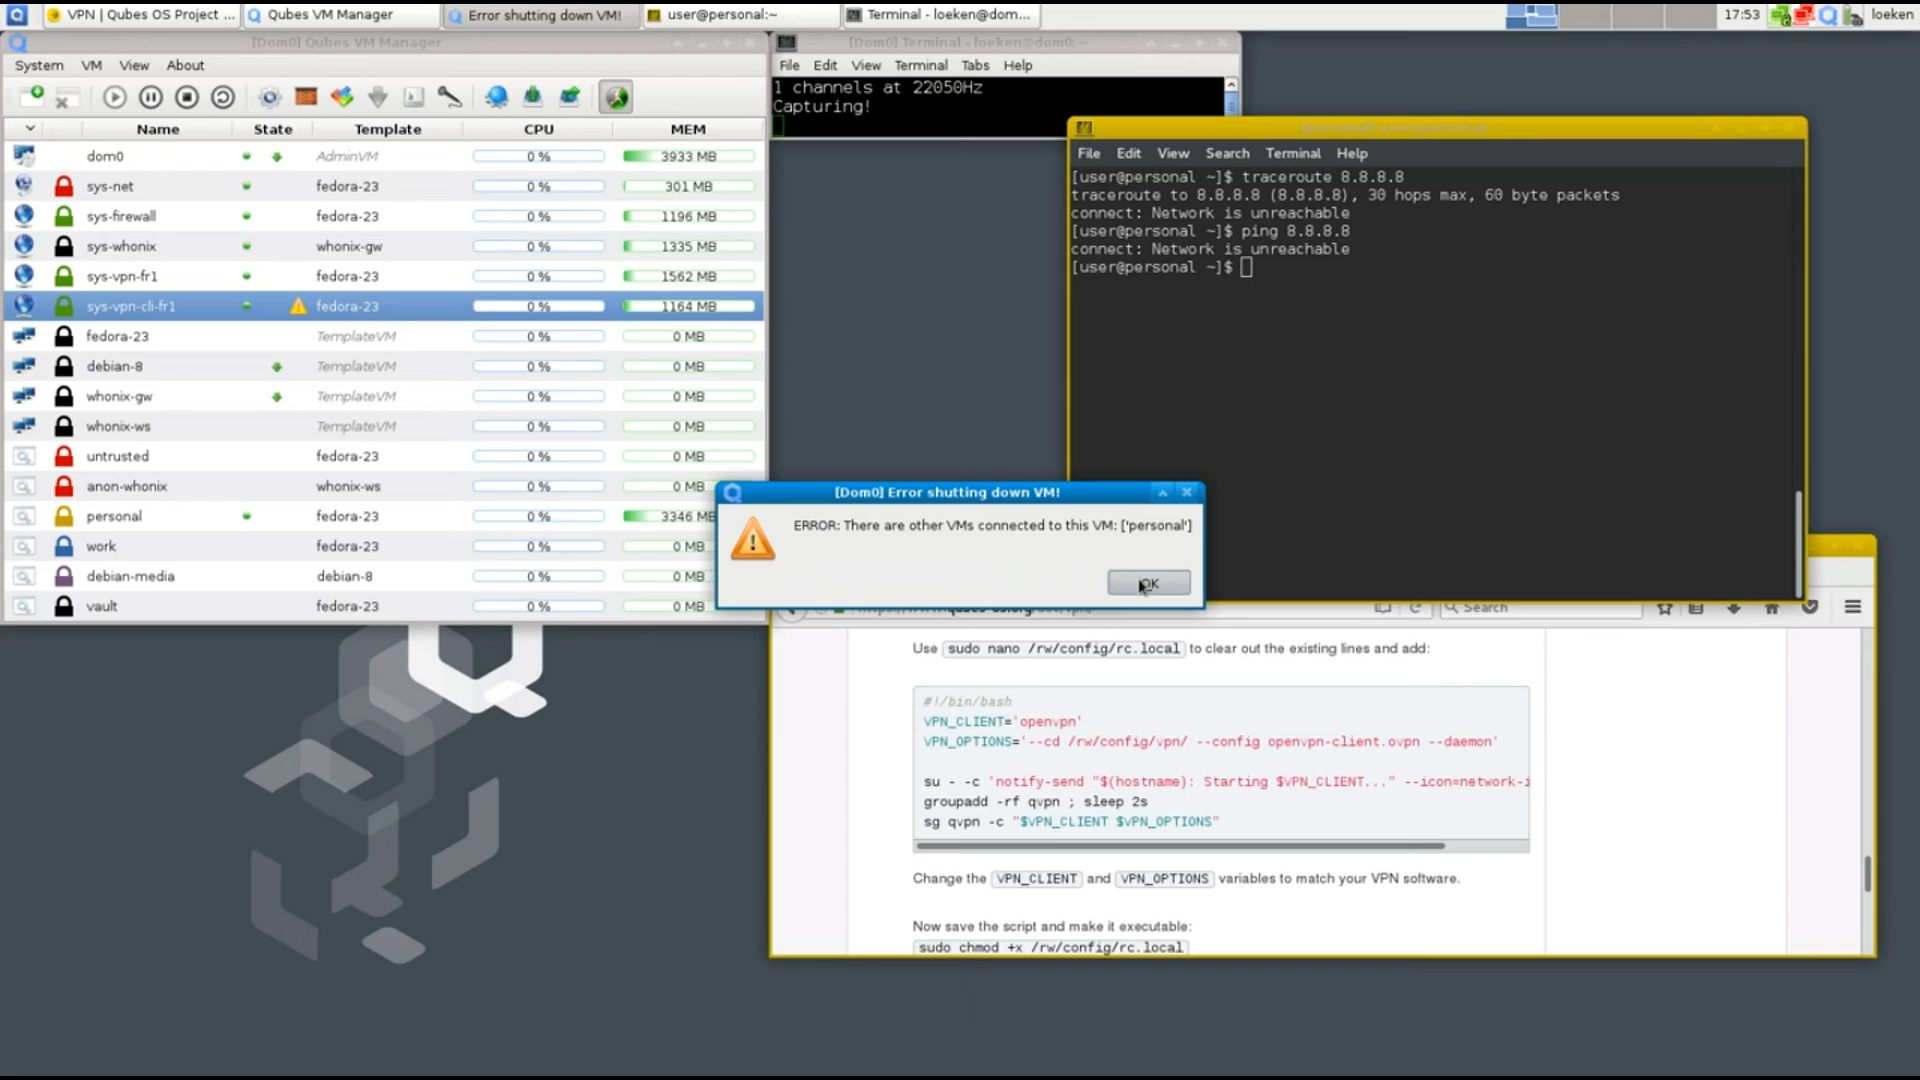 VPN | Qubes OS Project ...
Qubes VM Manager
Error shutting down VM!
user@personal:~
Terminal - loeken@dom...
17:53
loeken
[Dom0] Qubes VM Manager
System VM View About
Name State Template CPU MEM
dom0 AdminVM 0 % 3933 MB
sys-net fedora-23 0 % 301 MB
sys-firewall fedora-23 0 % 1196 MB
sys-whonix whonix-gw 0 % 1335 MB
sys-vpn-fr1 fedora-23 0 % 1562 MB
sys-vpn-cli-fr1 fedora-23 0 % 1164 MB
fedora-23 TemplateVM 0 % 0 MB
debian-8 TemplateVM 0 % 0 MB
whonix-gw TemplateVM 0 % 0 MB
whonix-ws TemplateVM 0 % 0 MB
untrusted fedora-23 0 % 0 MB
anon-whonix whonix-ws 0 % 0 MB
personal fedora-23 0 % 3346 MB
work fedora-23 0 % 0 MB
debian-media debian-8 0 % 0 MB
vault fedora-23 0 % 0 MB
[Dom0] Terminal - loeken@dom0:~
File Edit View Terminal Tabs Help
1 channels at 22050Hz
Capturing!
File Edit View Search Terminal Help
[user@personal ~]$ traceroute 8.8.8.8
traceroute to 8.8.8.8 (8.8.8.8), 30 hops max, 60 byte packets
connect: Network is unreachable
[user@personal ~]$ ping 8.8.8.8
connect: Network is unreachable
[user@personal ~]$
[Dom0] Error shutting down VM!
ERROR: There are other VMs connected to this VM: ['personal']
OK
Search
Use sudo nano /rw/config/rc.local to clear out the existing lines and add:
#!/bin/bash
VPN_CLIENT='openvpn'
VPN_OPTIONS='--cd /rw/config/vpn/ --config openvpn-client.ovpn --daemon'
su - -c 'notify-send "$(hostname): Starting $VPN_CLIENT..." --icon=network-i
groupadd -rf qvpn ; sleep 2s
sg qvpn -c "$VPN_CLIENT $VPN_OPTIONS"
Change the VPN_CLIENT and VPN_OPTIONS variables to match your VPN software.
Now save the script and make it executable:
sudo chmod +x /rw/config/rc.local